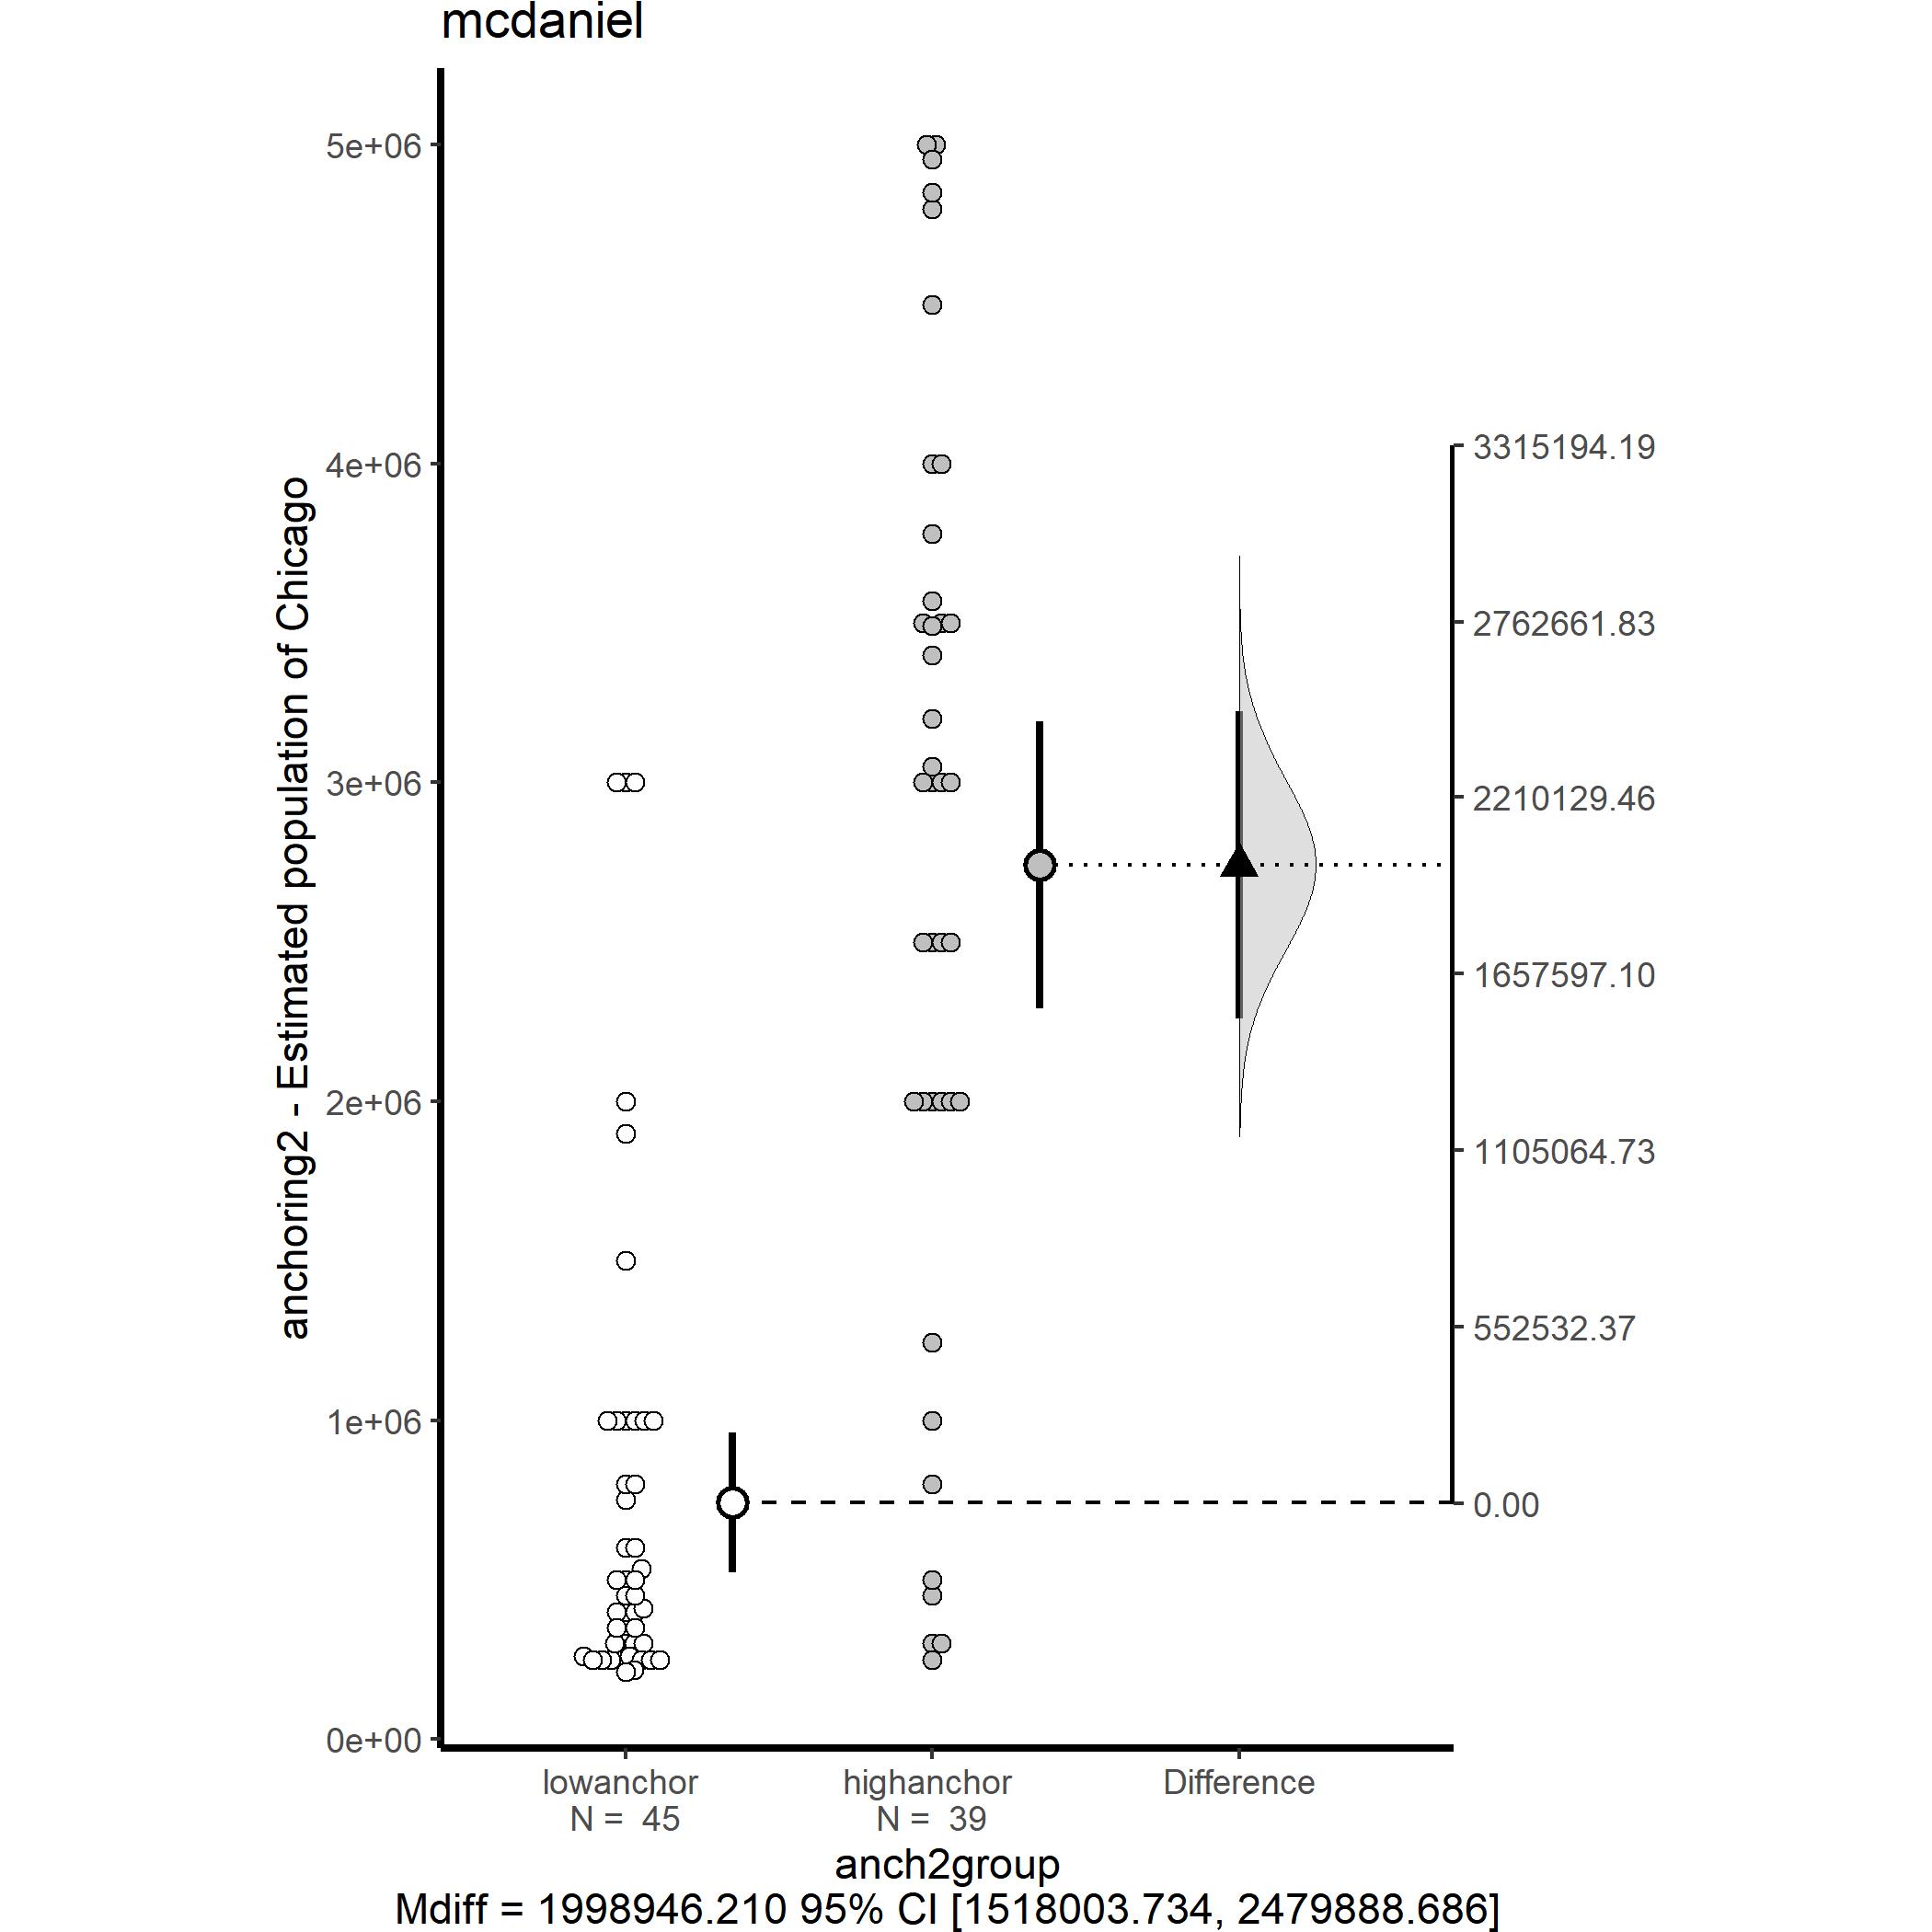 mcdaniel
5e+06
4e+06
3e+06
2e+06
1e+06
0e+00
anchoring2 - Estimated population of Chicago
3315194.19
2762661.83
2210129.46
1657597.10
1105064.73
552532.37
0.00
lowanchor
N =  45
highanchor
N =  39
Difference
anch2group
Mdiff = 1998946.210 95% CI [1518003.734, 2479888.686]